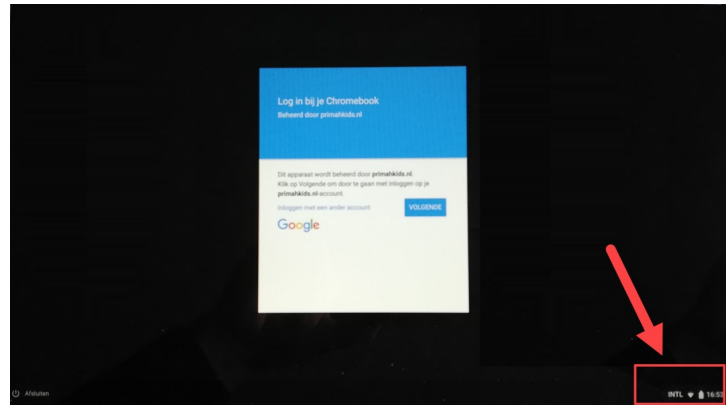 Log in bij je Chromebook
Beheerd door primahkids.nl
Dit apparaat wordt beheerd door primahkids.nl.
Klik op Volgende om door te gaan met inloggen op je
primahkids.nl-account.
Inloggen met een ander account
VOLGENDE
Google
Afsluiten
INTL 16:53